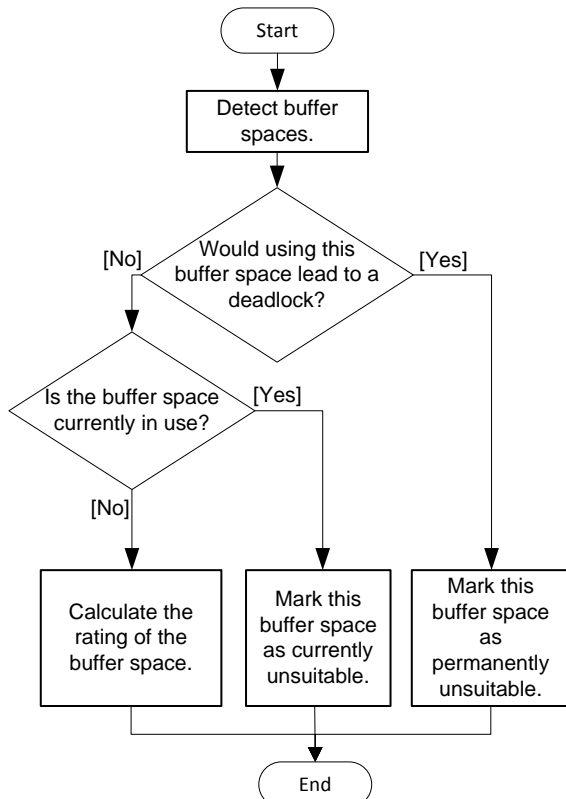 Start
Detect buffer
spaces.
Would using this
buffer space lead to a
deadlock?
[No]
[Yes]
Is the buffer space
currently in use?
[Yes]
[No]
Calculate the
rating of the
buffer space.
Mark this
buffer space
as currently
unsuitable.
Mark this
buffer space
as
permanently
unsuitable.
End